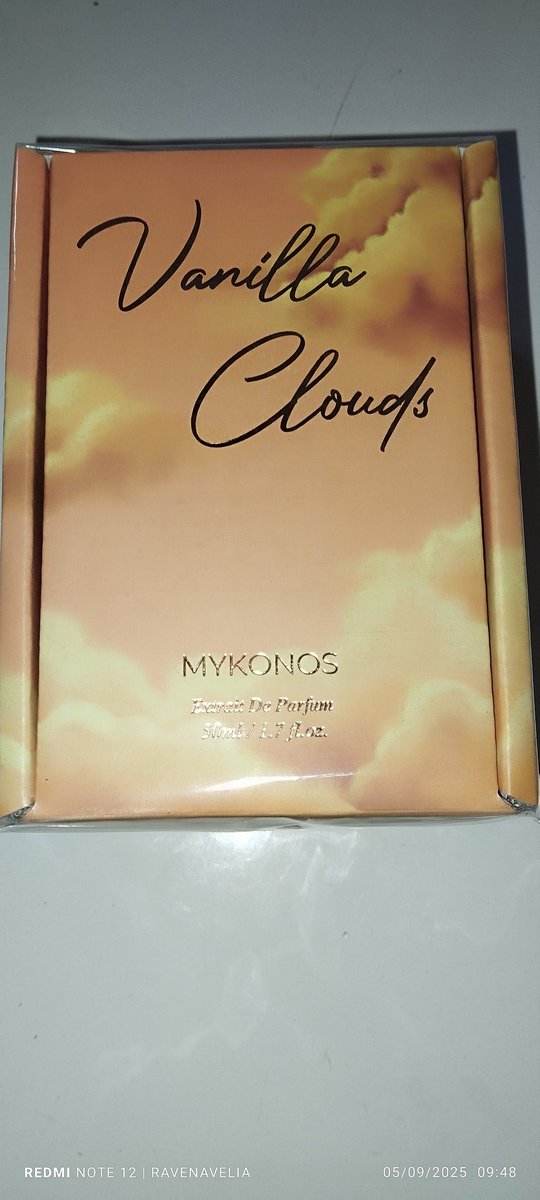 Vanilla
Clouds
MYKONOS
Extrait De Parfum
50ml / 1.7 fl.oz.
REDMI NOTE 12 | RAVENAVELIA
05/09/2025 09:48